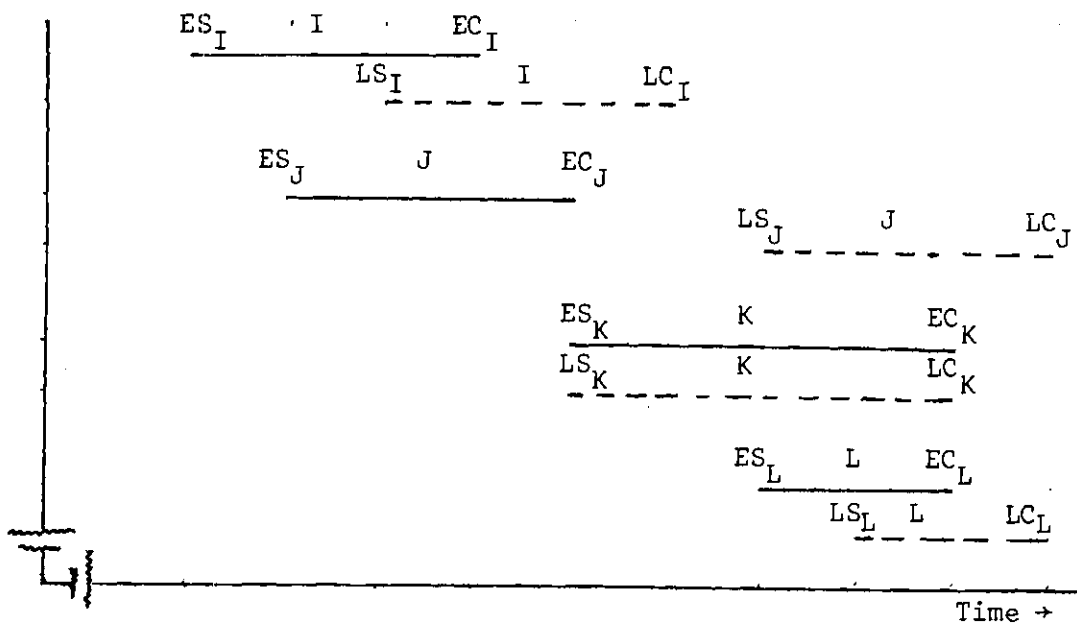 ES_I I EC_I
LS_I I LC_I
ES_J J EC_J
LS_J J LC_J
ES_K K EC_K
LS_K K LC_K
ES_L L EC_L
LS_L L LC_L
Time →